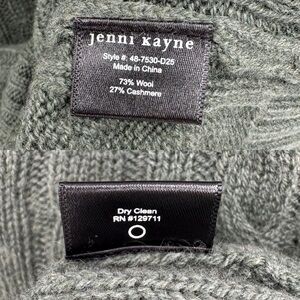 jenni kayne
Style #: 48-7530-D25
Made in China
73% Wool
27% Cashmere
Dry Clean
RN #129711